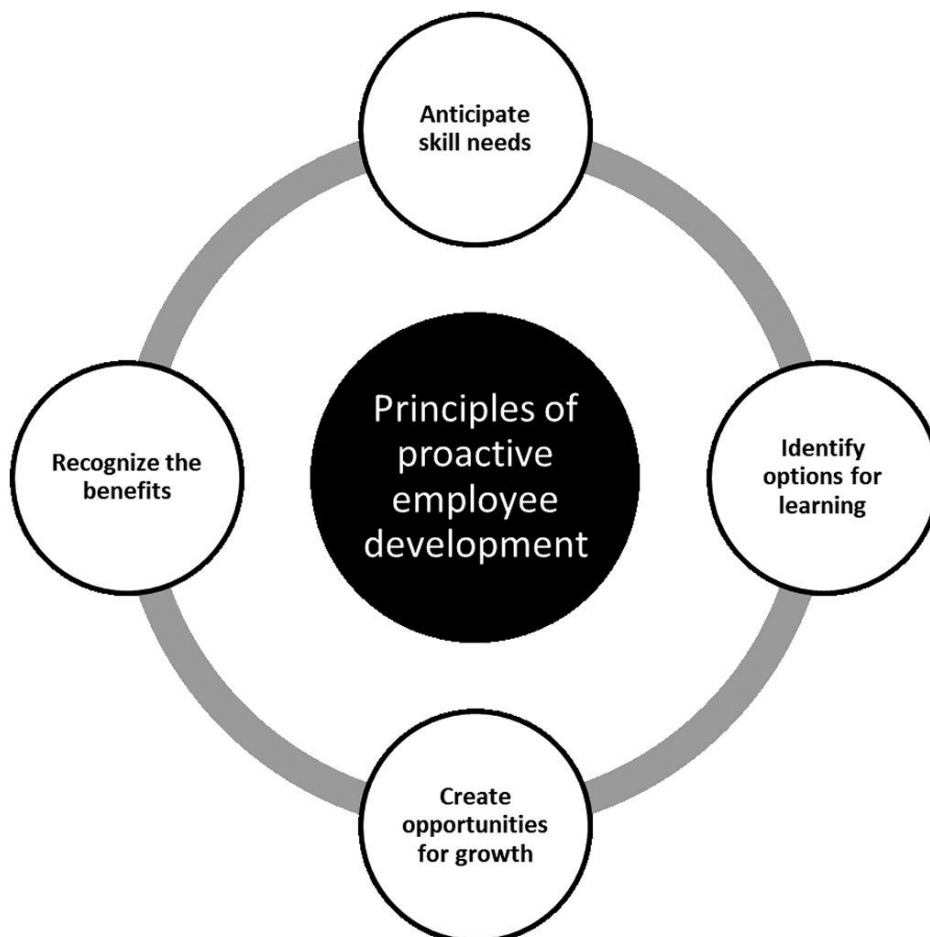 Anticipate
skill needs
Recognize the
benefits
Principles of
proactive
employee
development
Identify
options for
learning
Create
opportunities
for growth